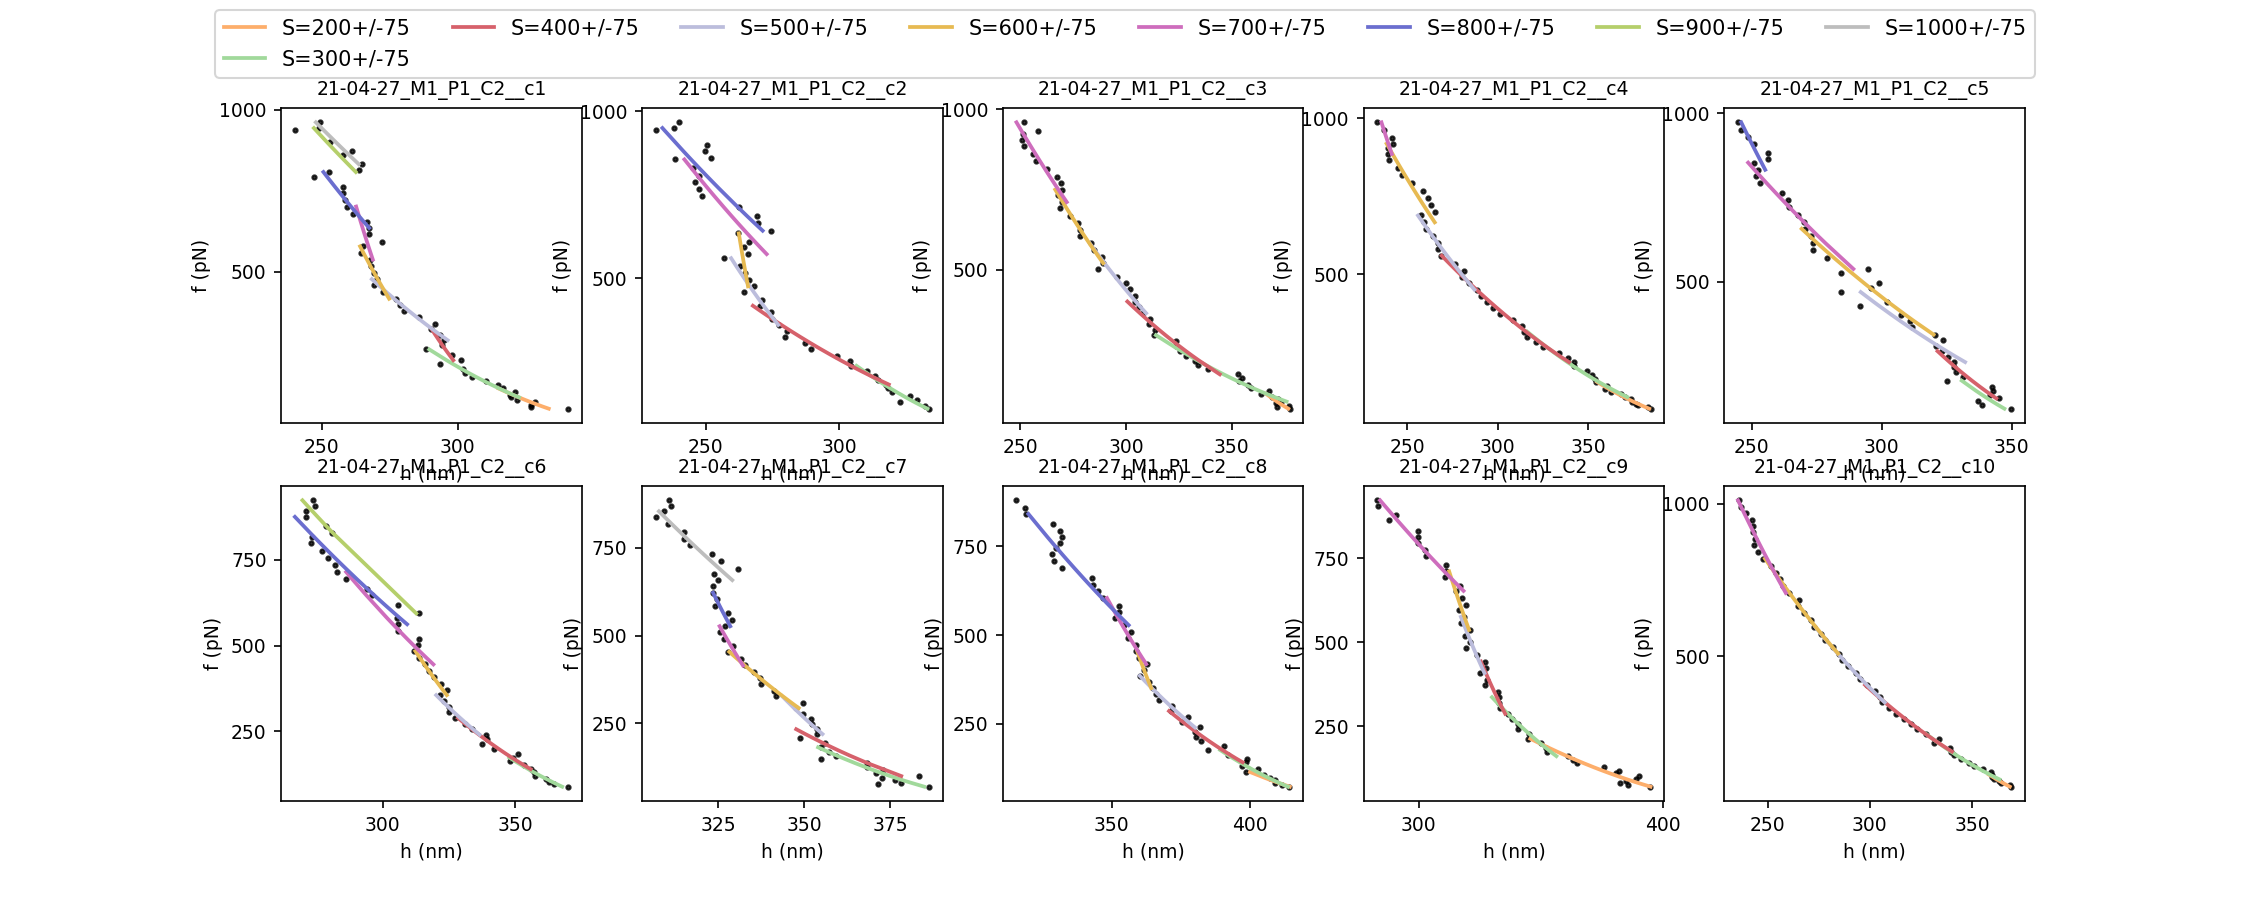 S=200+/-75 S=400+/-75 S=500+/-75 S=600+/-75 S=700+/-75 S=800+/-75 S=900+/-75 S=1000+/-75
S=300+/-75
21-04-27_M1_P1_C2__c1 21-04-27_M1_P1_C2__c2 21-04-27_M1_P1_C2__c3 21-04-27_M1_P1_C2__c4 21-04-27_M1_P1_C2__c5
1000 1000 1000 1000 1000
500 500 500 500 500
f (pN) f (pN) f (pN) f (pN) f (pN)
250 300 250 300 250 300 350 250 300 350 250 300 350
h (nm) h (nm) h (nm) h (nm) h (nm)
21-04-27_M1_P1_C2__c6 21-04-27_M1_P1_C2__c7 21-04-27_M1_P1_C2__c8 21-04-27_M1_P1_C2__c9 21-04-27_M1_P1_C2__c10
1000
750 750 750 750
500 500 500 500 500
f (pN) f (pN) f (pN) f (pN) f (pN)
250 250 250 250
300 350 325 350 375 350 400 300 400 250 300 350
h (nm) h (nm) h (nm) h (nm) h (nm)